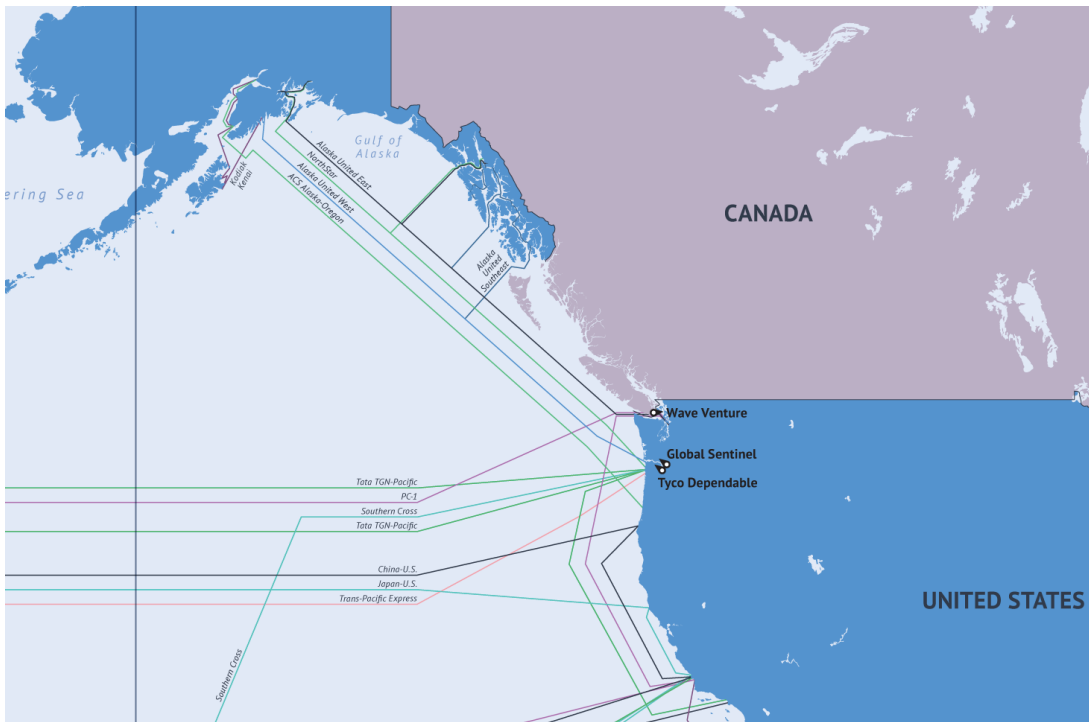 Gulf of
Alaska
ering Sea
Kodiak
Kenai
Alaska United East
NorthStar
Alaska United West
ACS Alaska-Oregon
Alaska
United
Southeast
CANADA
Wave Venture
Global Sentinel
Tyco Dependable
Tata TGN-Pacific
PC-1
Southern Cross
Tata TGN-Pacific
China-U.S.
Japan-U.S.
Trans-Pacific Express
UNITED STATES
Southern Cross